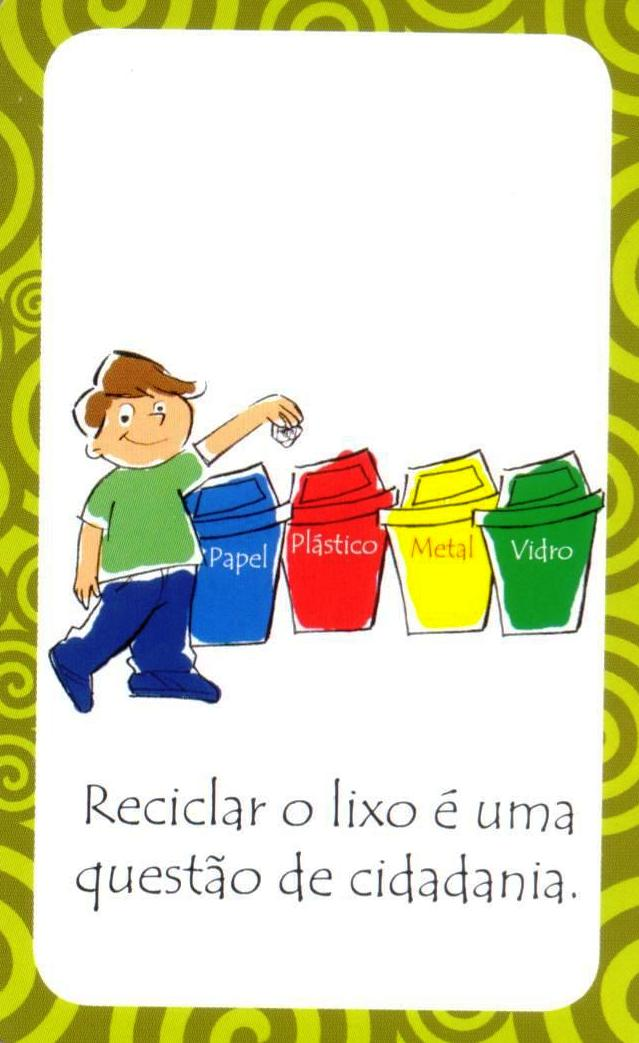 Papel
Plástico
Metal
Vidro
Reciclar o lixo é uma
questão de cidadania.